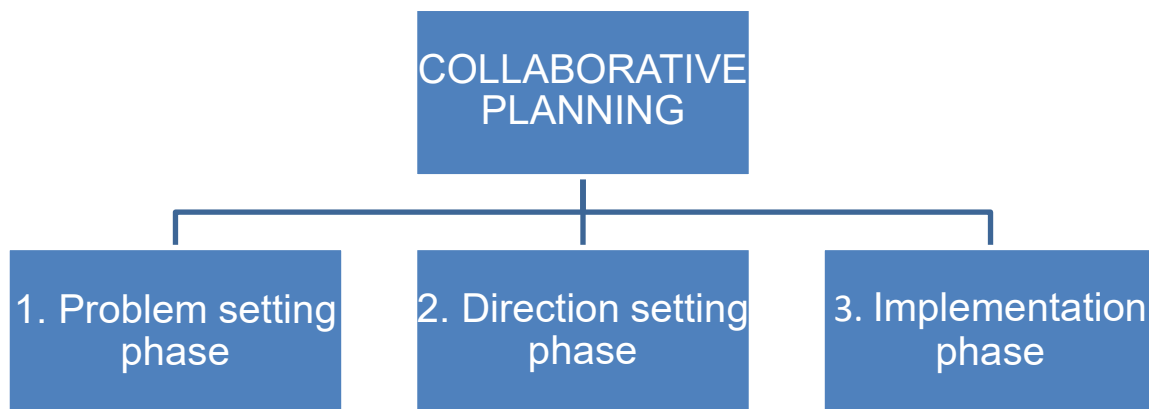 COLLABORATIVE
PLANNING
1. Problem setting
phase
2. Direction setting
phase
3. Implementation
phase